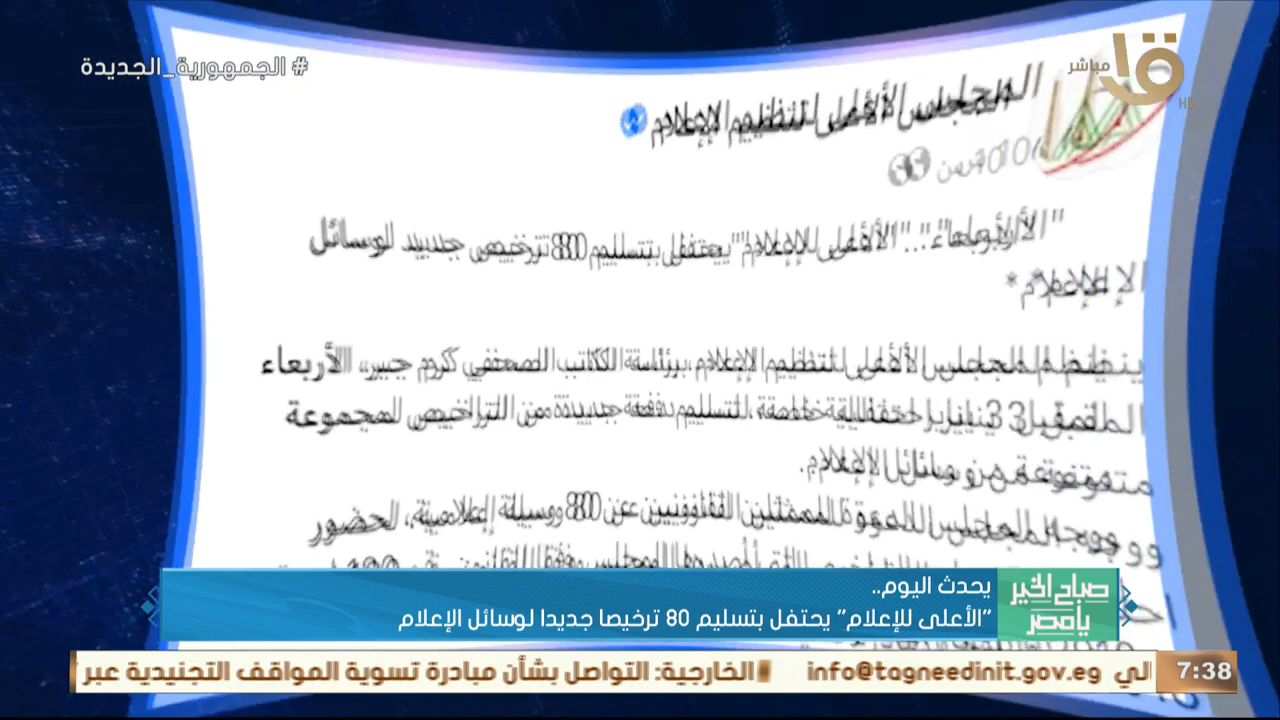 # الجمهورية_الجديدة
مباشر
HD
المجلس الأعلى لتنظيم الإعلام
"الأربعاء".. "الأعلى للإعلام" يحتفل بتسليم 80 ترخيص جديد لوسائل
الإعلام*
ينظم المجلس الأعلى لتنظيم الإعلام، برئاسة الكاتب الصحفي كرم جبر، الأربعاء
المقبل 3 يناير احتفالية خاصة، لتسليم دفعة جديدة من التراخيص لمجموعة
متنوعة من وسائل الإعلام.
ووجه المجلس الدعوة للممثلين القانونيين عن 80 وسيلة إعلامية، لحضور
صباح الخير
يا مصر
يحدث اليوم..
"الأعلى للإعلام" يحتفل بتسليم 80 ترخيصا جديدا لوسائل الإعلام
7:38
الي info@tagneedinit.gov.eg
الخارجية: التواصل بشأن مبادرة تسوية المواقف التجنيدية عبر